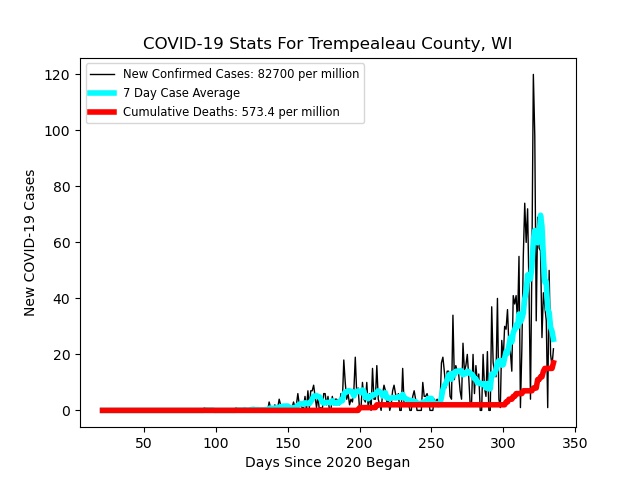 COVID-19 Stats For Trempealeau County, WI
New Confirmed Cases: 82700 per million
7 Day Case Average
Cumulative Deaths: 573.4 per million
New COVID-19 Cases
120
100
80
60
40
20
0
50 100 150 200 250 300 350
Days Since 2020 Began